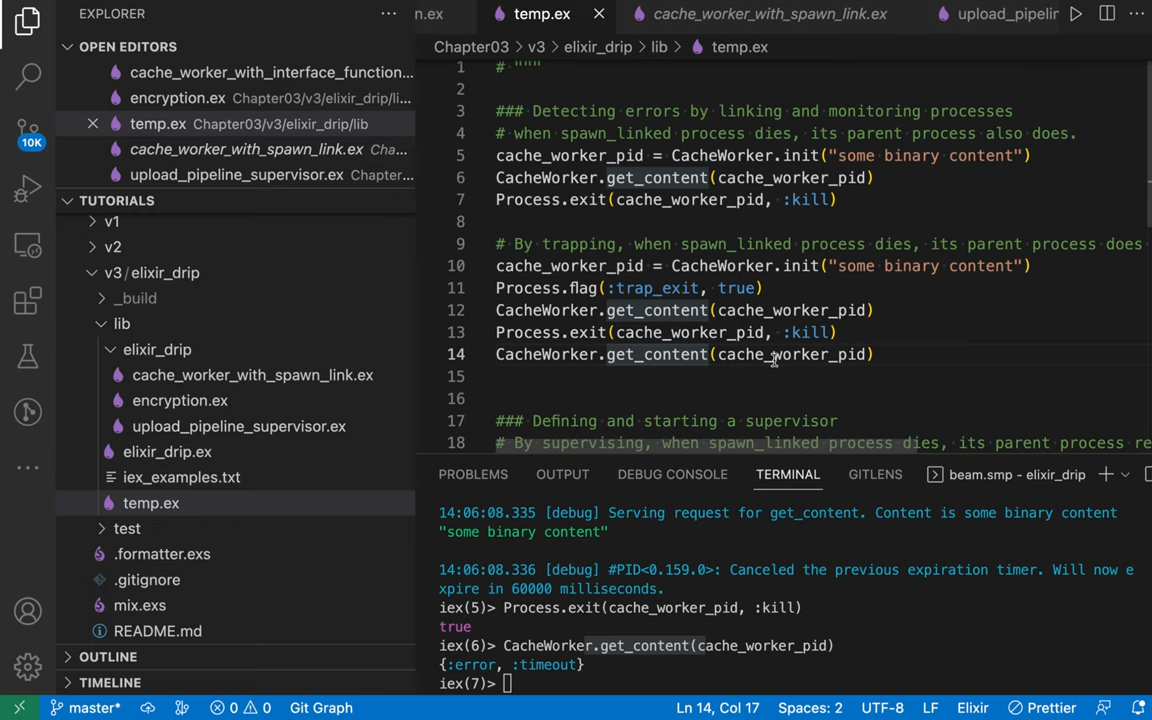 EXPLORER
OPEN EDITORS
cache_worker_with_interface_function...
encryption.ex Chapter03/v3/elixir_drip/li...
temp.ex Chapter03/v3/elixir_drip/lib
cache_worker_with_spawn_link.ex Cha...
upload_pipeline_supervisor.ex Chapter...
10K
TUTORIALS
v1
v2
v3 / elixir_drip
_build
lib
elixir_drip
cache_worker_with_spawn_link.ex
encryption.ex
upload_pipeline_supervisor.ex
elixir_drip.ex
iex_examples.txt
temp.ex
test
.formatter.exs
.gitignore
mix.exs
README.md
OUTLINE
TIMELINE
en.ex temp.ex cache_worker_with_spawn_link.ex upload_pipelin
Chapter03 > v3 > elixir_drip > lib > temp.ex
1 # """
2
3 ### Detecting errors by linking and monitoring processes
4 # when spawn_linked process dies, its parent process also does.
5 cache_worker_pid = CacheWorker.init("some binary content")
6 CacheWorker.get_content(cache_worker_pid)
7 Process.exit(cache_worker_pid, :kill)
8
9 # By trapping, when spawn_linked process dies, its parent process does
10 cache_worker_pid = CacheWorker.init("some binary content")
11 Process.flag(:trap_exit, true)
12 CacheWorker.get_content(cache_worker_pid)
13 Process.exit(cache_worker_pid, :kill)
14 CacheWorker.get_content(cache_worker_pid)
15
16
17 ### Defining and starting a supervisor
18 # By supervising, when spawn_linked process dies, its parent process re
PROBLEMS OUTPUT DEBUG CONSOLE TERMINAL GITLENS beam.smp - elixir_drip
14:06:08.335 [debug] Serving request for get_content. Content is some binary content
"some binary content"
14:06:08.336 [debug] #PID<0.159.0>: Canceled the previous expiration timer. Will now e
xpire in 60000 milliseconds.
iex(5)> Process.exit(cache_worker_pid, :kill)
true
iex(6)> CacheWorker.get_content(cache_worker_pid)
{:error, :timeout}
iex(7)>
master* 0 0 Git Graph Ln 14, Col 17 Spaces: 2 UTF-8 LF Elixir Prettier